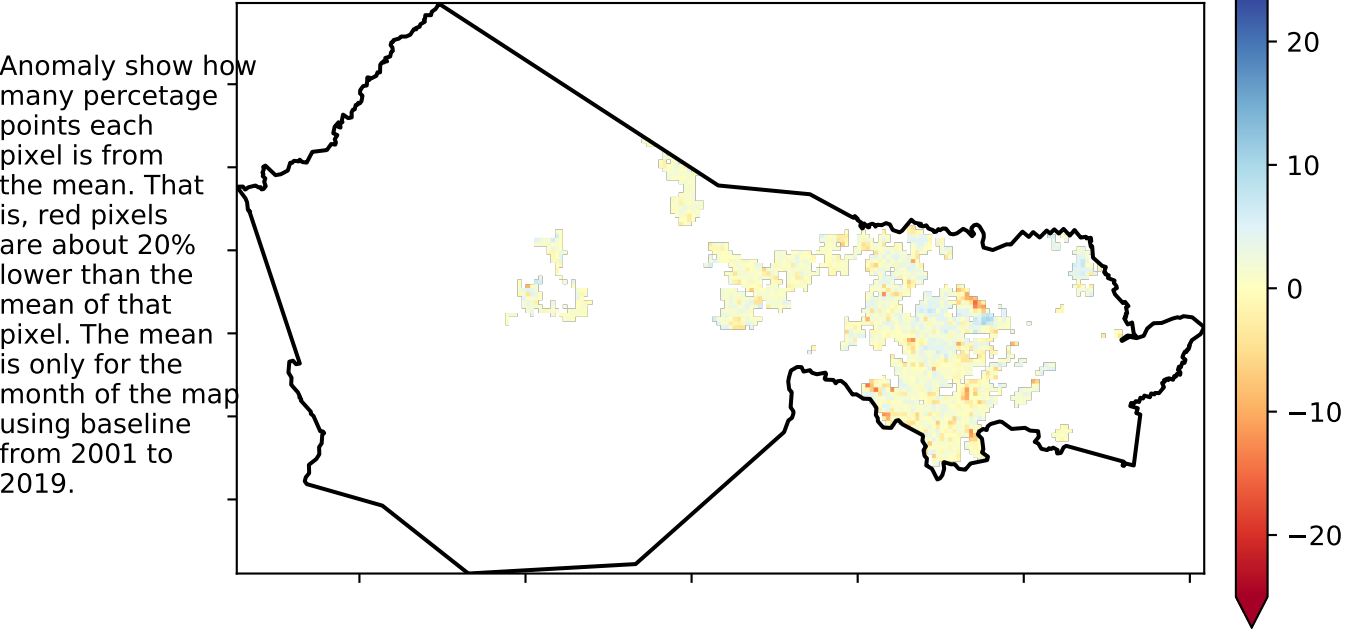 Anomaly show how
many percetage
points each
pixel is from
the mean. That
is, red pixels
are about 20%
lower than the
mean of that
pixel. The mean
is only for the
month of the map
using baseline
from 2001 to
2019.
20
10
0
−10
−20